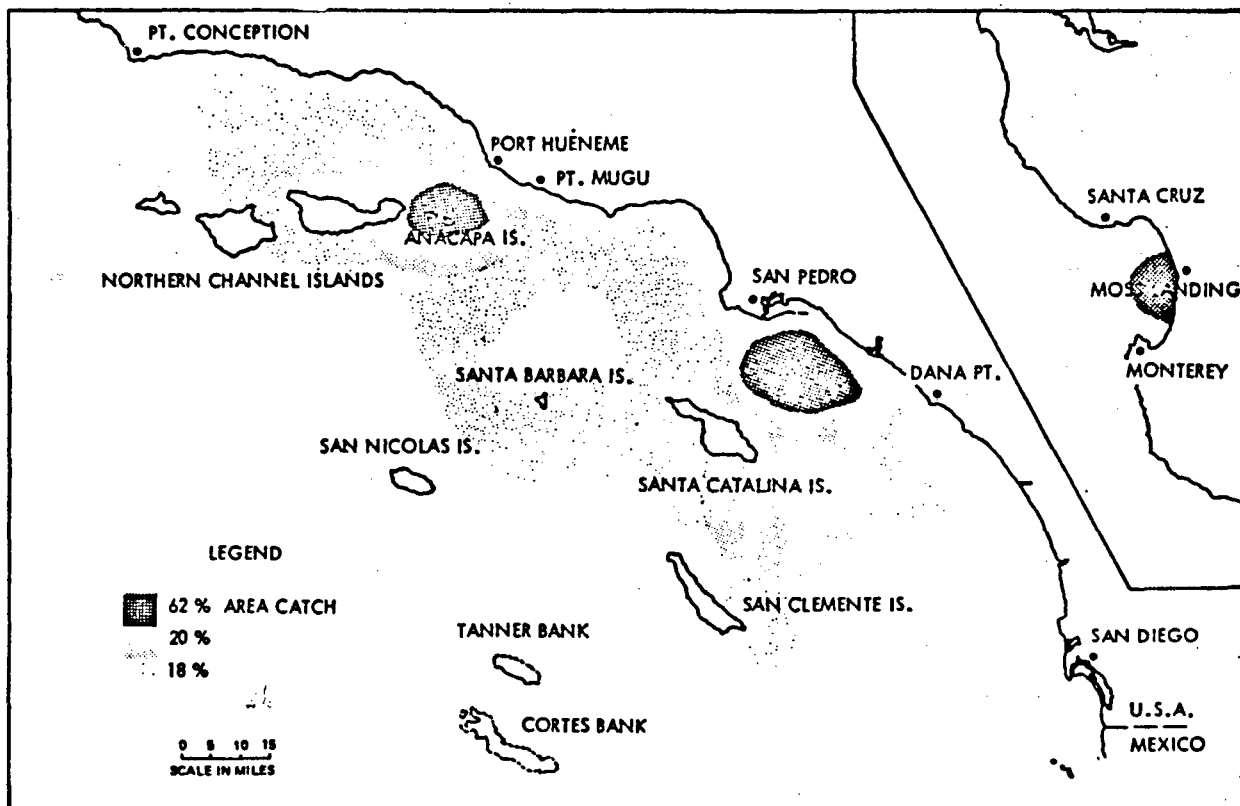 PT. CONCEPTION
PORT HUENEME
PT. MUGU
ANACAPA IS.
NORTHERN CHANNEL ISLANDS
SAN PEDRO
SANTA BARBARA IS.
DANA PT.
SAN NICOLAS IS.
SANTA CATALINA IS.
SAN CLEMENTE IS.
TANNER BANK
CORTES BANK
SAN DIEGO
U.S.A.
MEXICO
SANTA CRUZ
MOSS LANDING
MONTEREY
LEGEND
62 % AREA CATCH
20 %
18 %
0 5 10 15
SCALE IN MILES